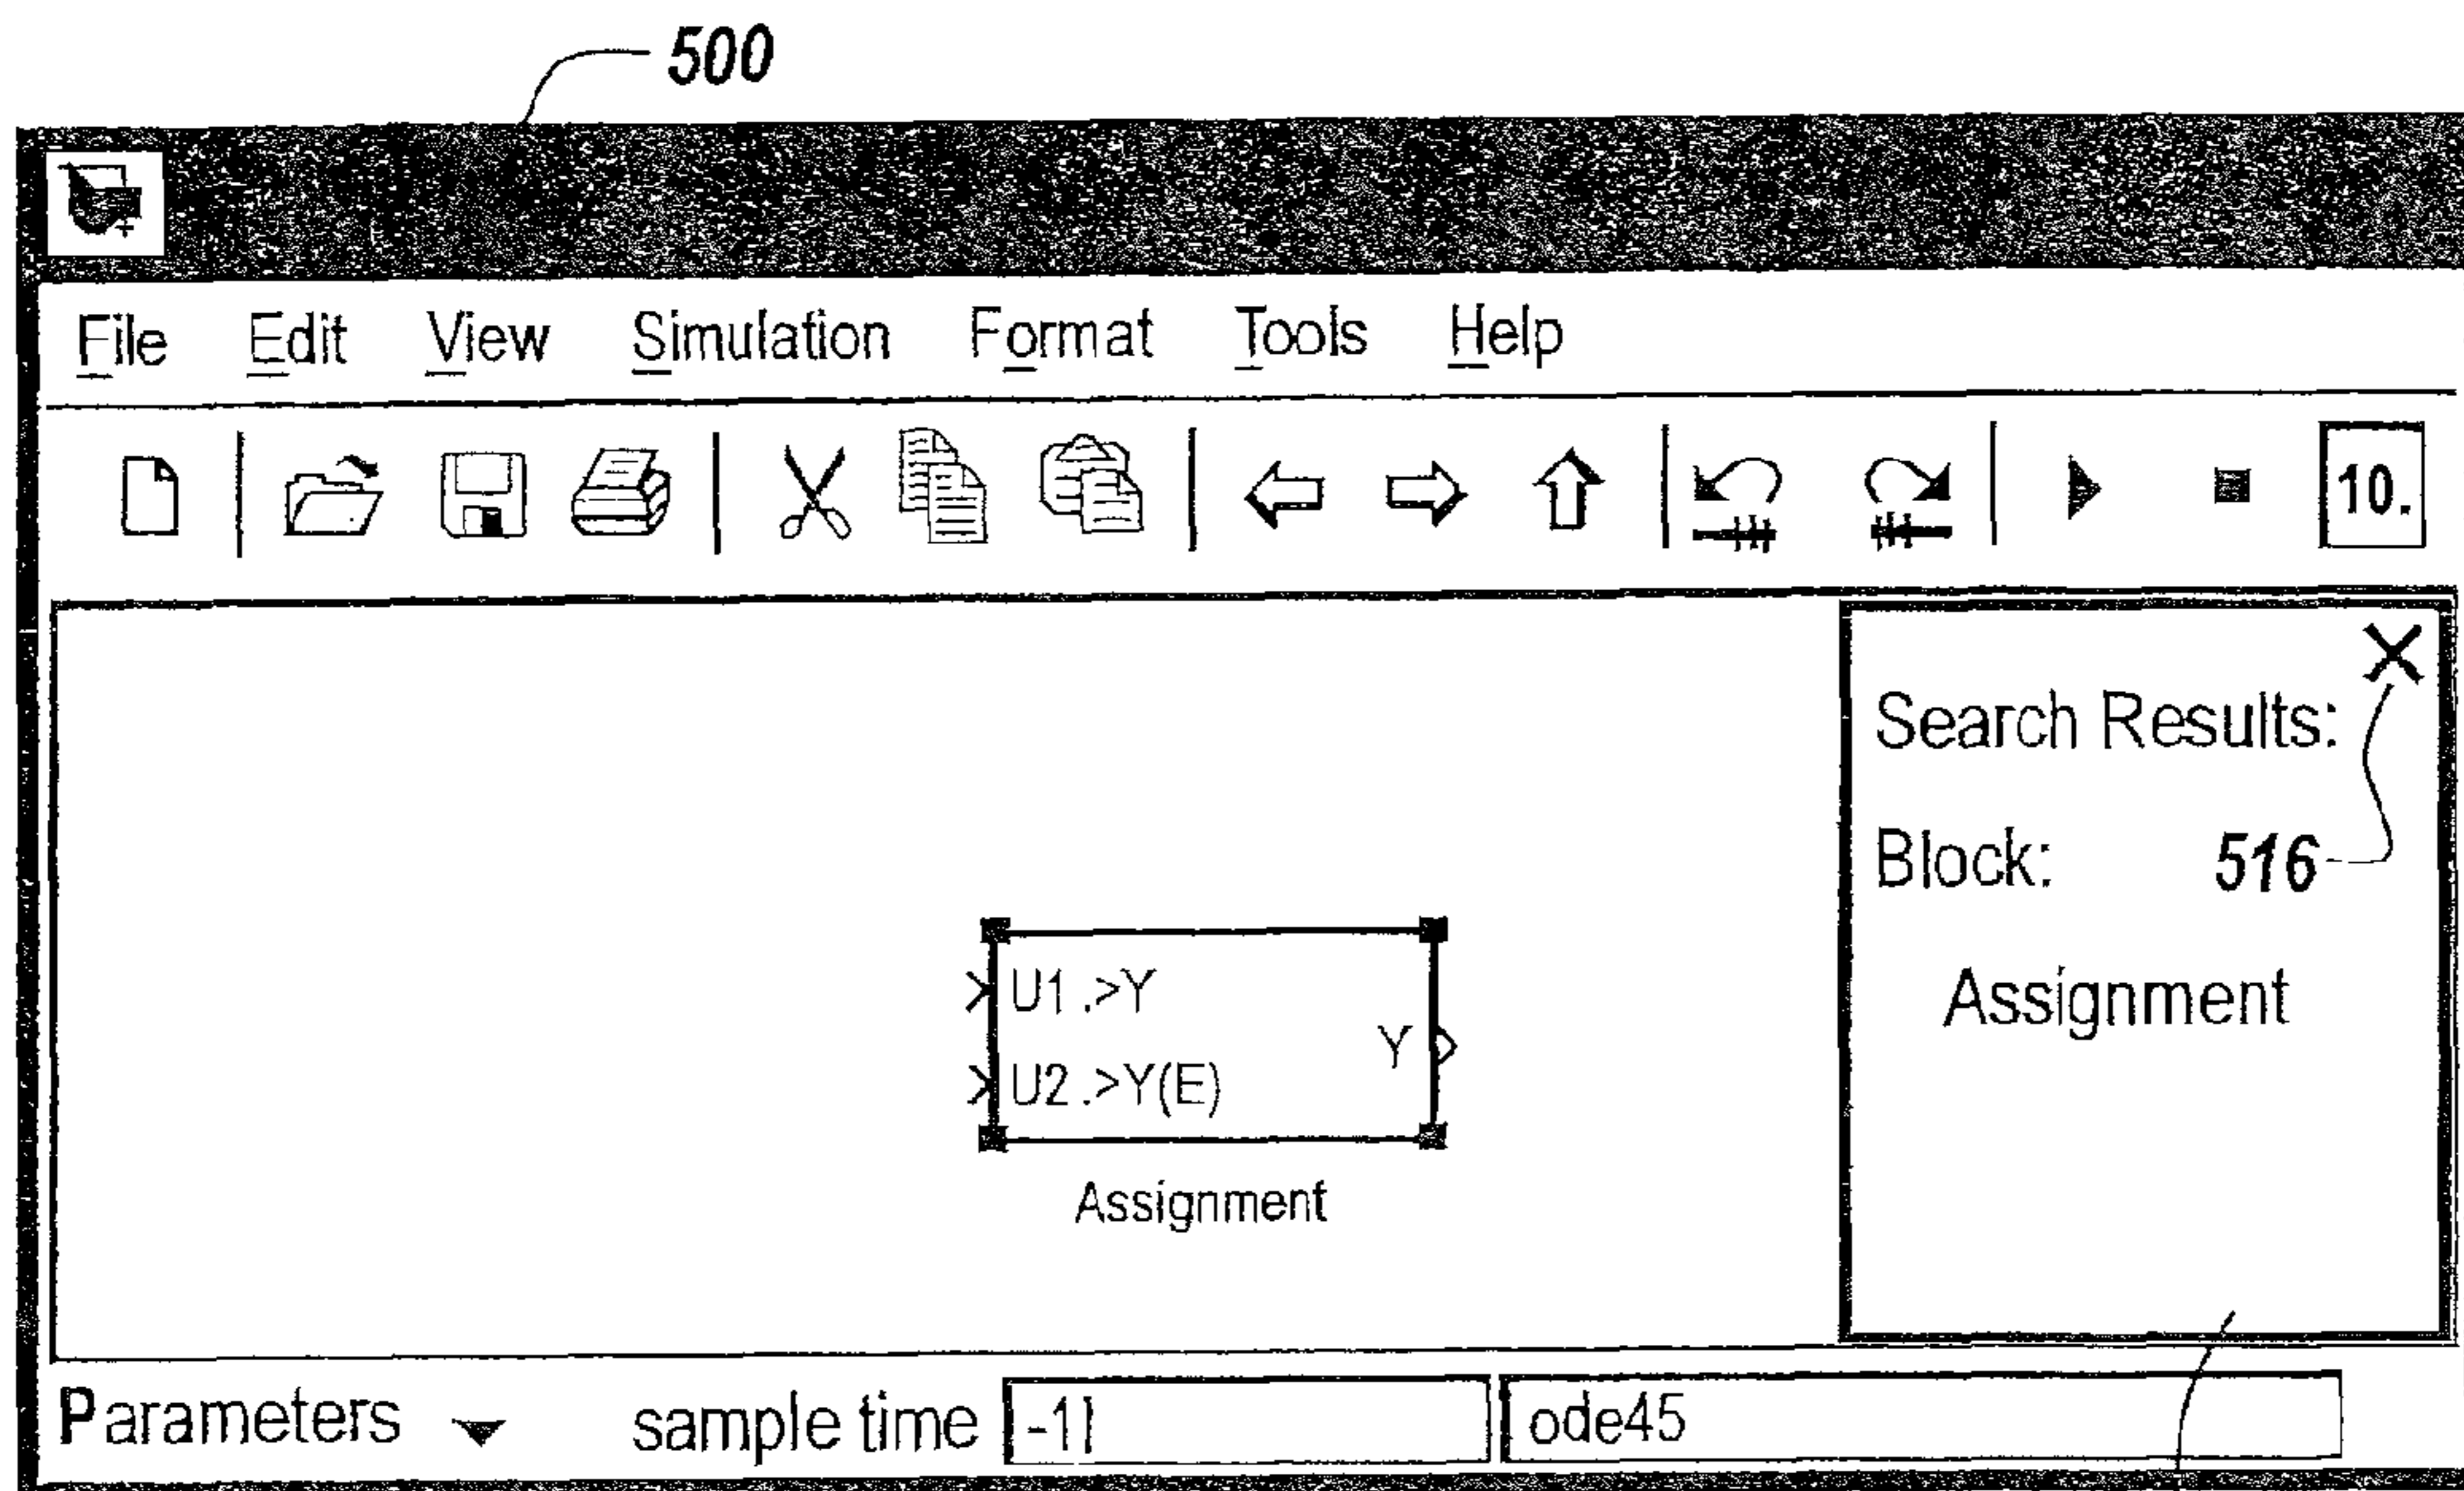 500
File Edit View Simulation Format Tools Help
10.
Search Results:
Block: 516
Assignment
U1.>Y
Y
U2.>Y(E)
Assignment
Parameters sample time -1 ode45